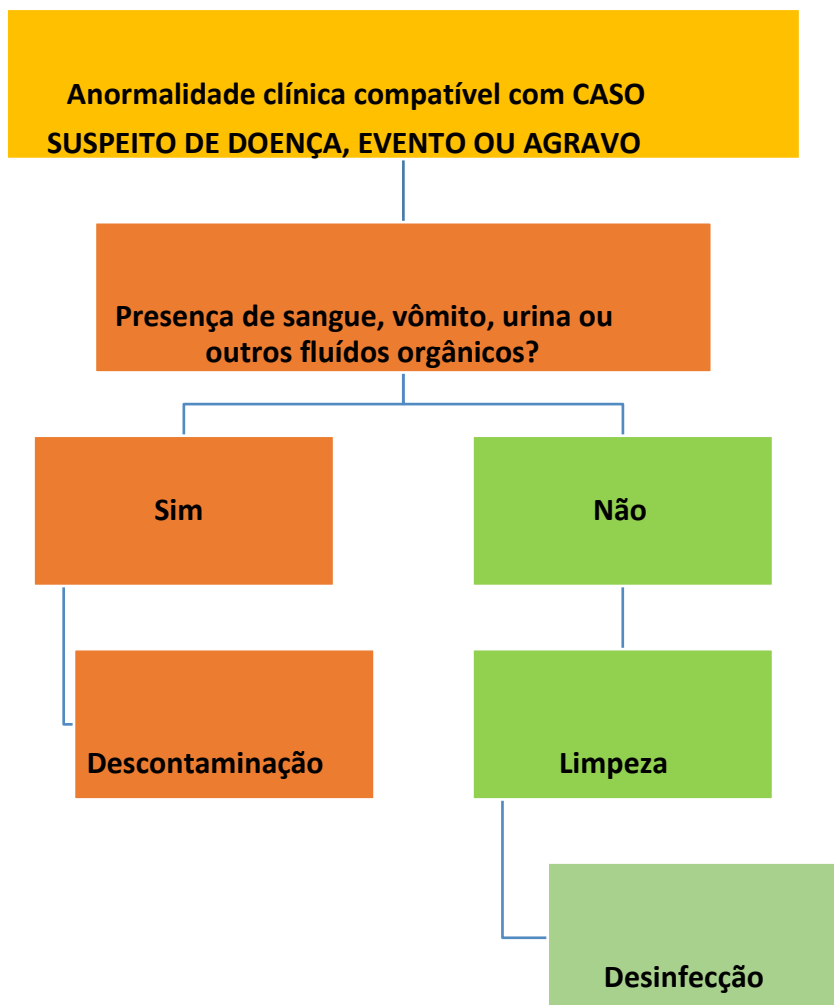 Anormalidade clínica compatível com CASO
SUSPEITO DE DOENÇA, EVENTO OU AGRAVO
Presença de sangue, vômito, urina ou
outros fluídos orgânicos?
Sim
Não
Descontaminação
Limpeza
Desinfecção